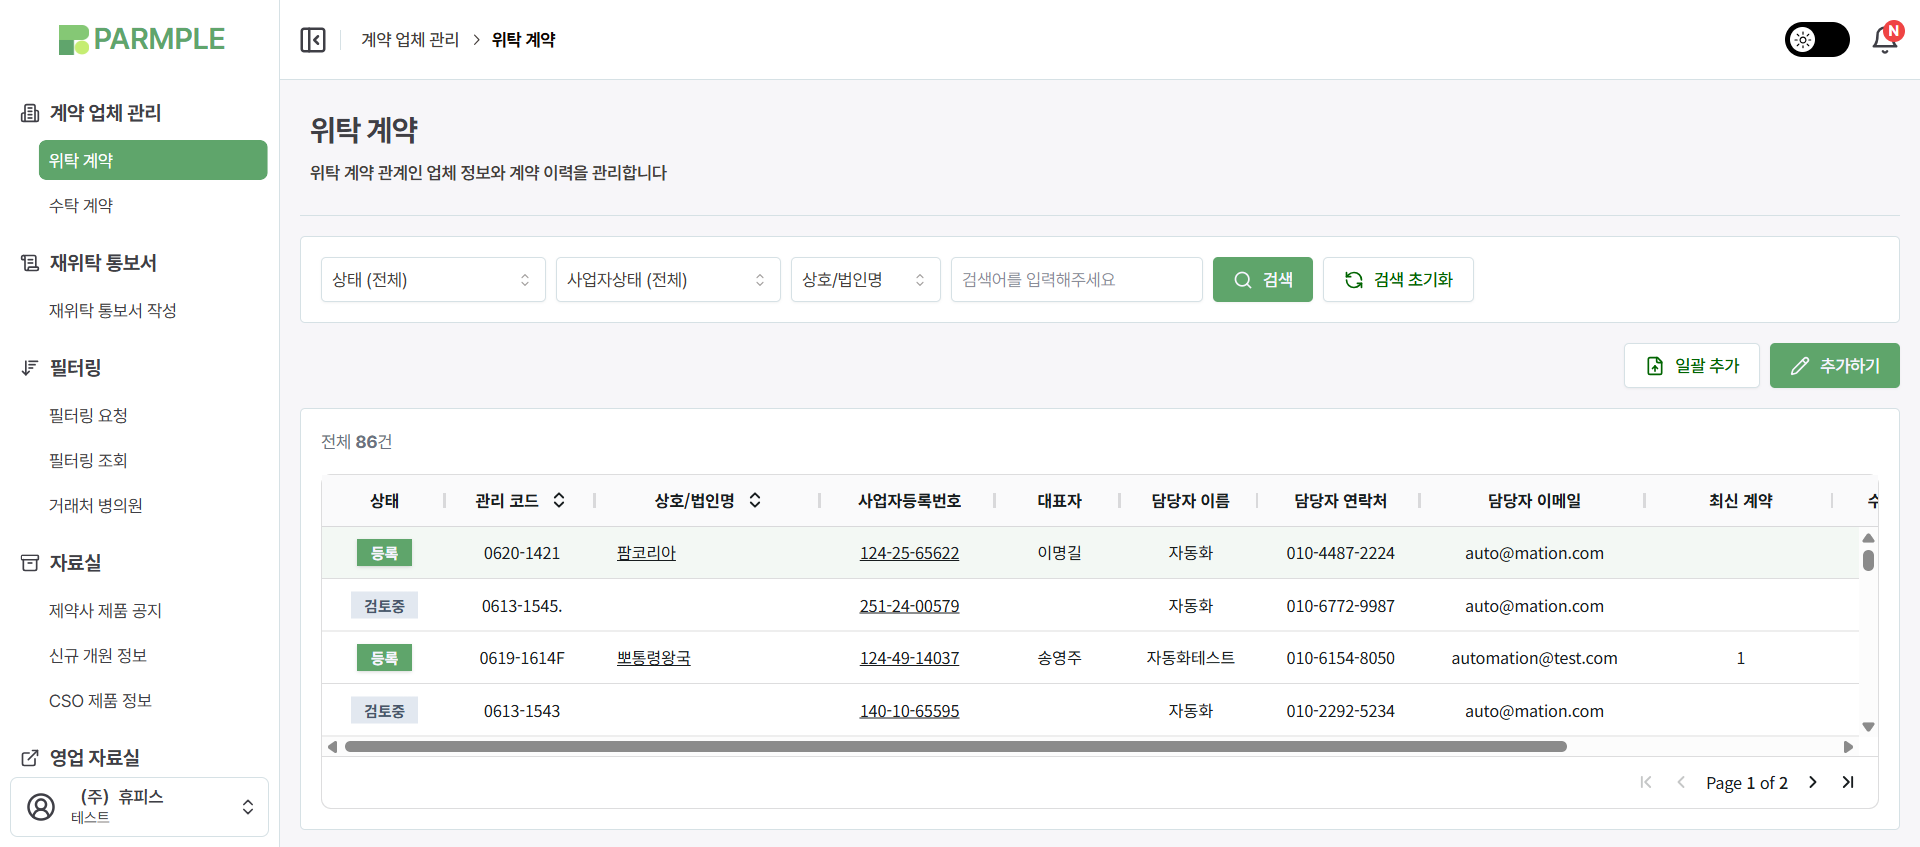 PARMPLE
계약 업체 관리 > 위탁 계약
N
계약 업체 관리
위탁 계약
수탁 계약
재위탁 통보서
재위탁 통보서 작성
필터링
필터링 요청
필터링 조회
거래처 병의원
자료실
제약사 제품 공지
신규 개원 정보
CSO 제품 정보
영업 자료실
(주) 휴피스
테스트
위탁 계약
위탁 계약 관계인 업체 정보와 계약 이력을 관리합니다
상태 (전체) 사업자상태 (전체) 상호/법인명 검색어를 입력해주세요 검색 검색 초기화
일괄 추가 추가하기
전체 86건
상태 관리 코드 상호/법인명 사업자등록번호 대표자 담당자 이름 담당자 연락처 담당자 이메일 최신 계약
등록 0620-1421 팜코리아 124-25-65622 이명길 자동화 010-4487-2224 auto@mation.com
검토중 0613-1545. 251-24-00579 자동화 010-6772-9987 auto@mation.com
등록 0619-1614F 뽀통령왕국 124-49-14037 송영주 자동화테스트 010-6154-8050 automation@test.com 1
검토중 0613-1543 140-10-65595 자동화 010-2292-5234 auto@mation.com
Page 1 of 2